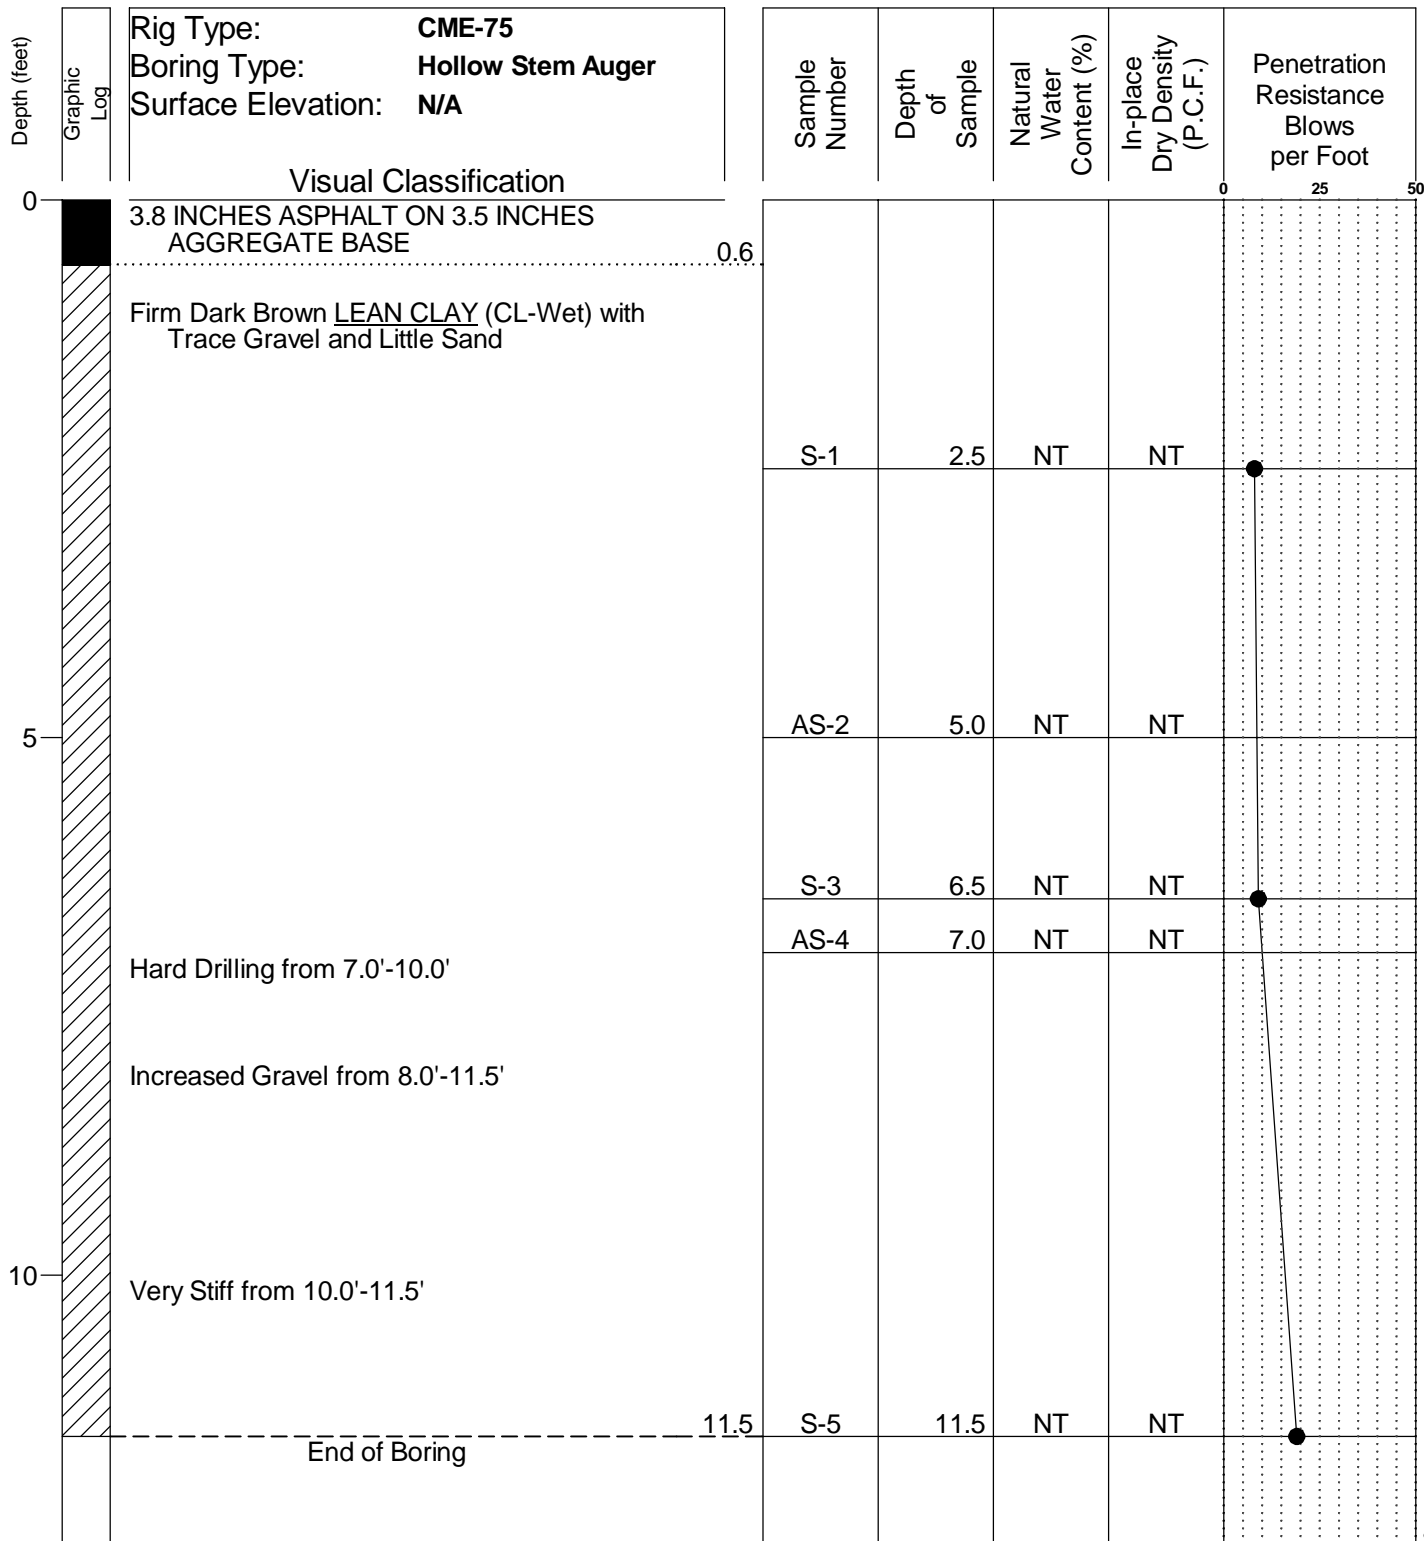 Depth (feet)
Graphic
Log
Rig Type: CME-75
Boring Type: Hollow Stem Auger
Surface Elevation: N/A
Visual Classification
Sample
Number
Depth
of
Sample
Natural
Water
Content (%)
In-place
Dry Density
(P.C.F.)
Penetration
Resistance
Blows
per Foot
0 25 50
0
3.8 INCHES ASPHALT ON 3.5 INCHES
AGGREGATE BASE
0.6
Firm Dark Brown LEAN CLAY (CL-Wet) with
Trace Gravel and Little Sand
S-1 2.5 NT NT
5
AS-2 5.0 NT NT
S-3 6.5 NT NT
AS-4 7.0 NT NT
Hard Drilling from 7.0'-10.0'
Increased Gravel from 8.0'-11.5'
10
Very Stiff from 10.0'-11.5'
11.5 S-5 11.5 NT NT
End of Boring